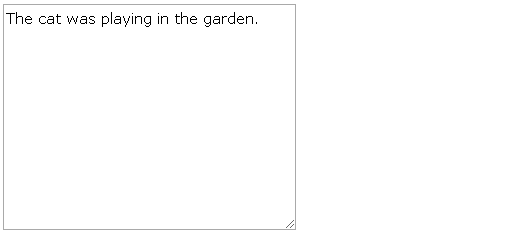 The cat was playing in the garden.